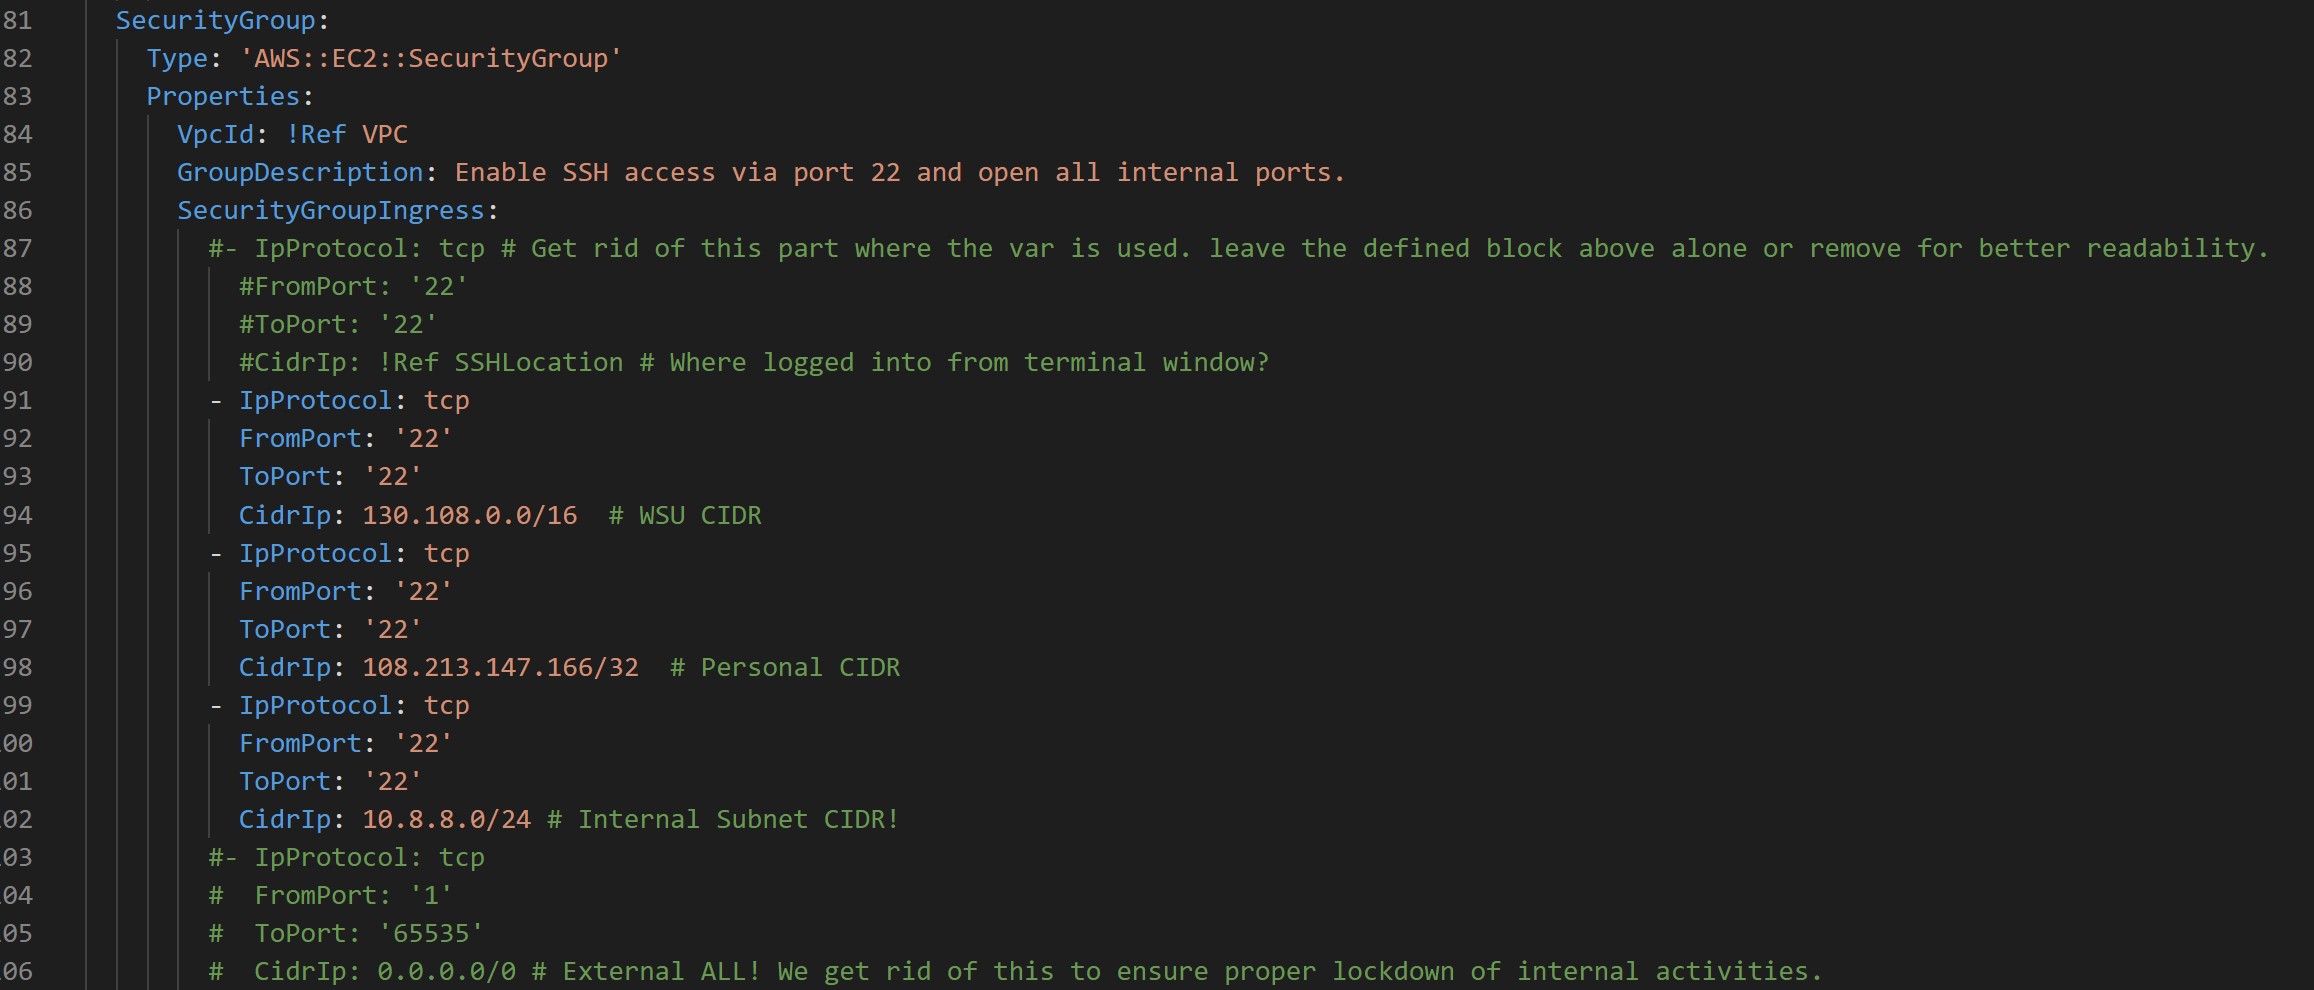 81 SecurityGroup:
82 Type: 'AWS::EC2::SecurityGroup'
83 Properties:
84 VpcId: !Ref VPC
85 GroupDescription: Enable SSH access via port 22 and open all internal ports.
86 SecurityGroupIngress:
87 #- IpProtocol: tcp # Get rid of this part where the var is used. leave the defined block above alone or remove for better readability.
88 #FromPort: '22'
89 #ToPort: '22'
90 #CidrIp: !Ref SSHLocation # Where logged into from terminal window?
91 - IpProtocol: tcp
92 FromPort: '22'
93 ToPort: '22'
94 CidrIp: 130.108.0.0/16  # WSU CIDR
95 - IpProtocol: tcp
96 FromPort: '22'
97 ToPort: '22'
98 CidrIp: 108.213.147.166/32  # Personal CIDR
99 - IpProtocol: tcp
00 FromPort: '22'
01 ToPort: '22'
02 CidrIp: 10.8.8.0/24 # Internal Subnet CIDR!
03 #- IpProtocol: tcp
04 #  FromPort: '1'
05 #  ToPort: '65535'
06 #  CidrIp: 0.0.0.0/0 # External ALL! We get rid of this to ensure proper lockdown of internal activities.